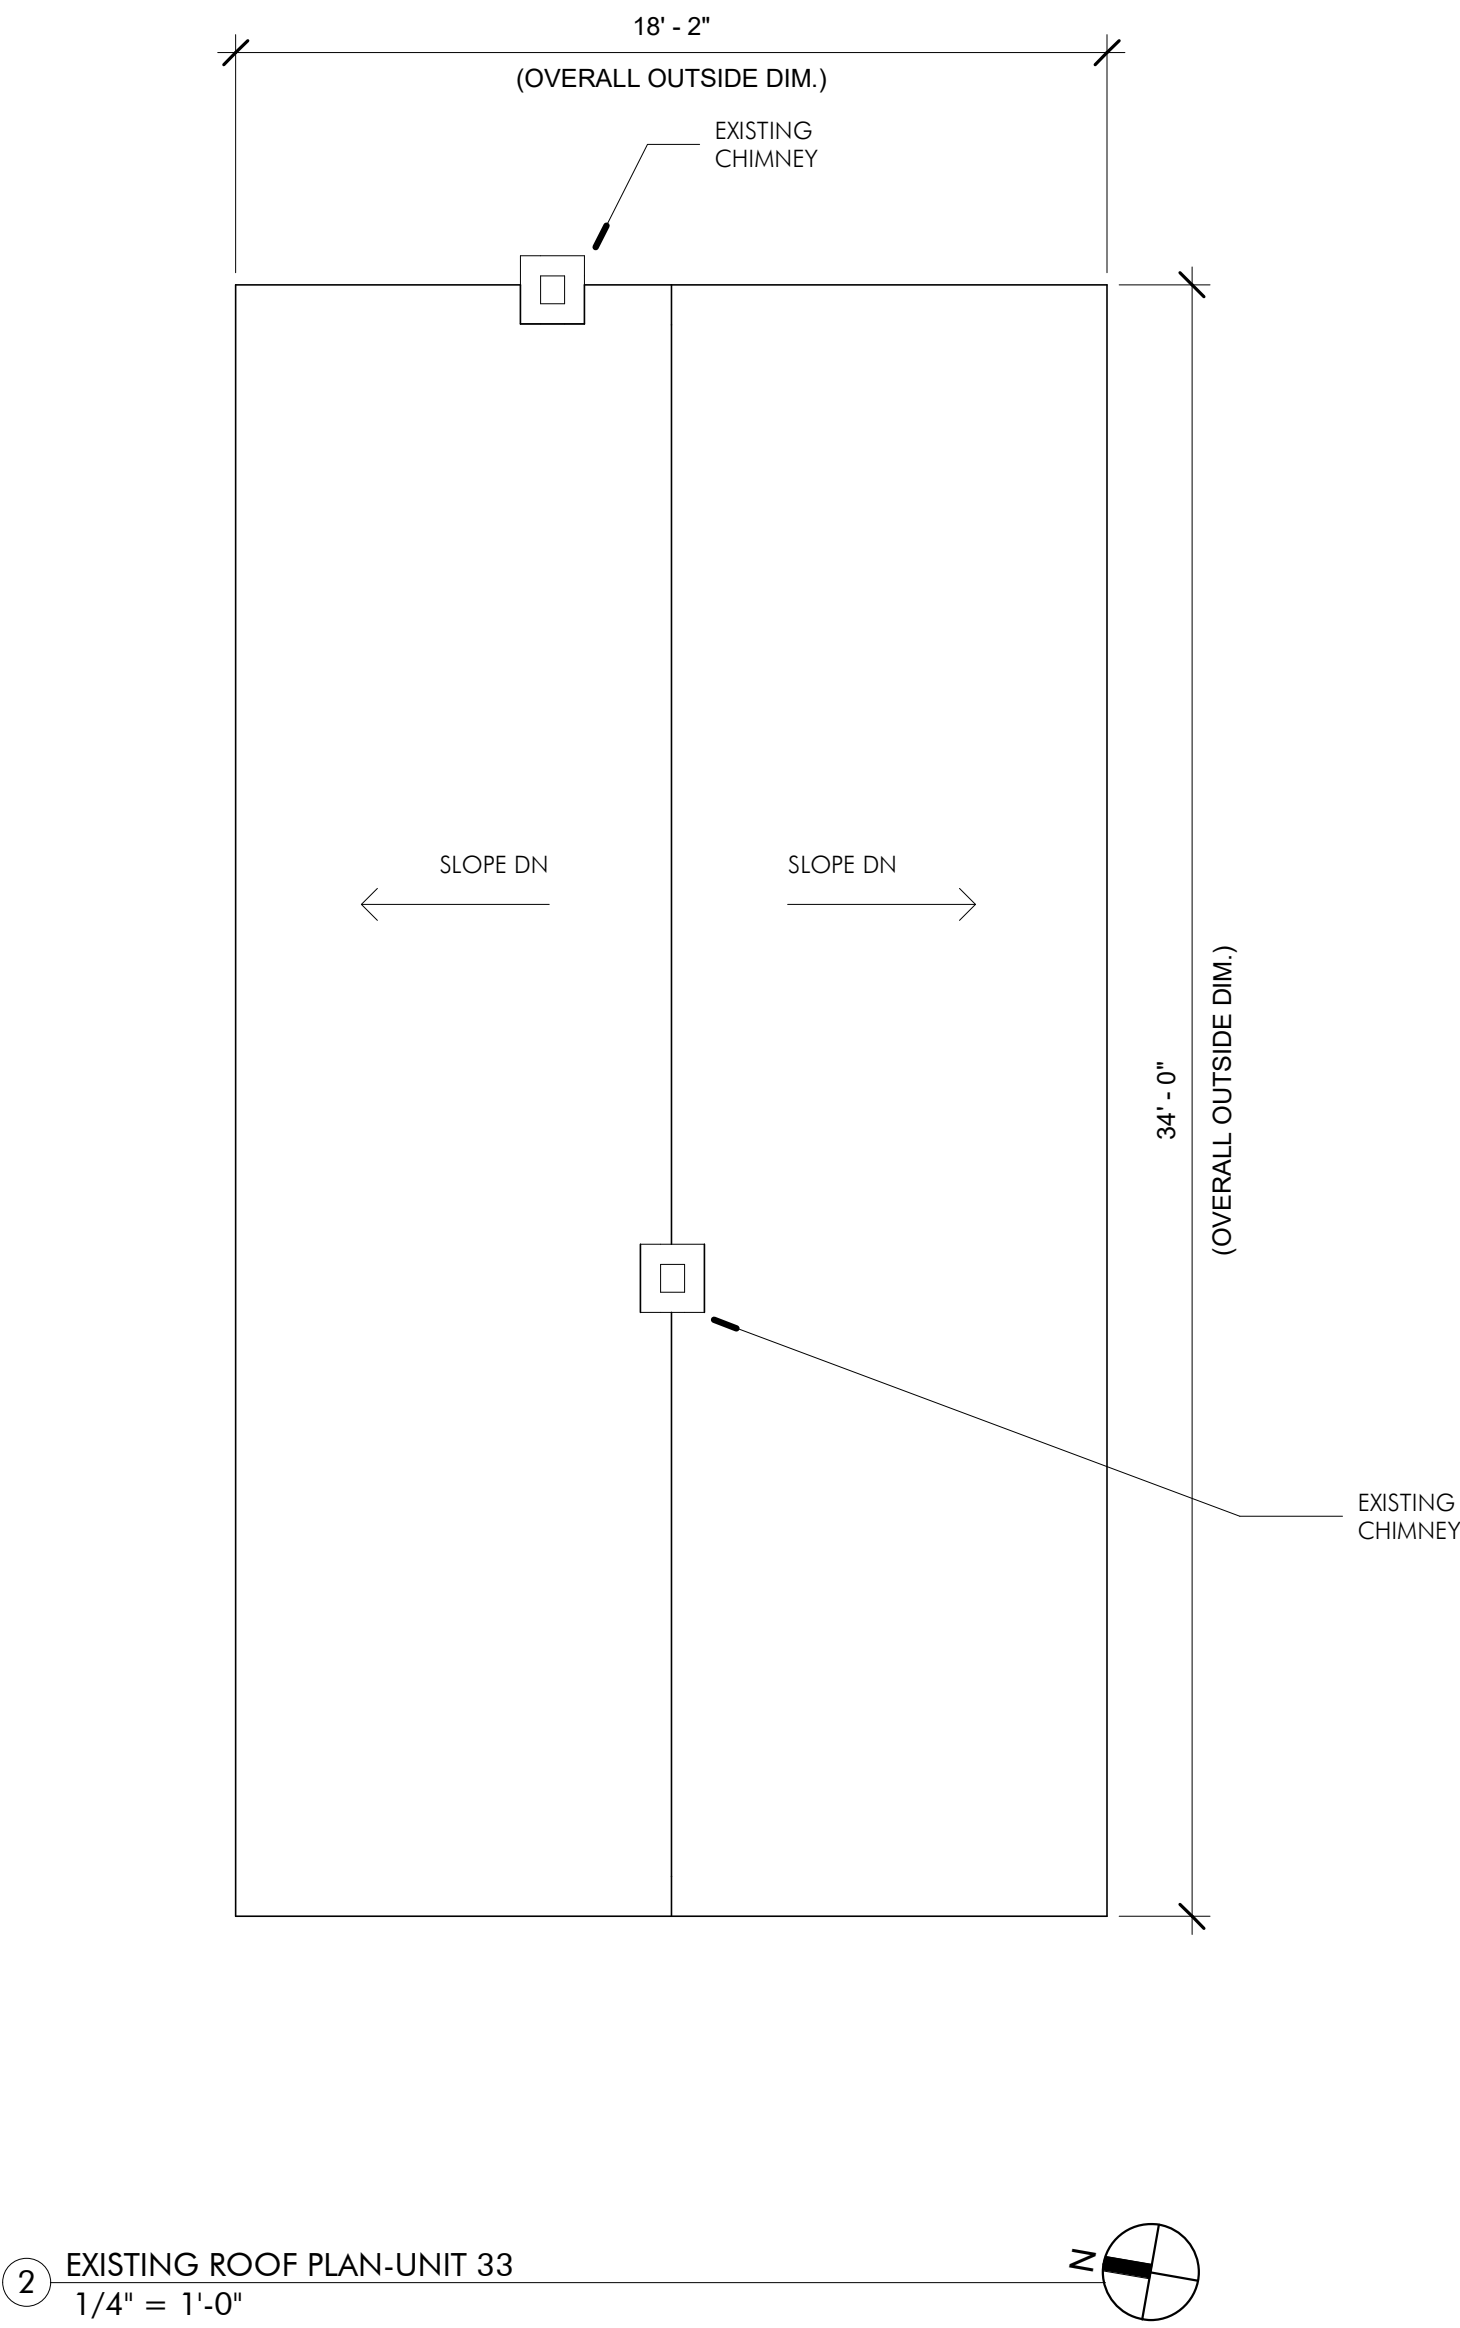 18' - 2"
(OVERALL OUTSIDE DIM.)
EXISTING
CHIMNEY
SLOPE DN
SLOPE DN
34' - 0"
(OVERALL OUTSIDE DIM.)
EXISTING
CHIMNEY
2
EXISTING ROOF PLAN-UNIT 33
1/4" = 1'-0"
N